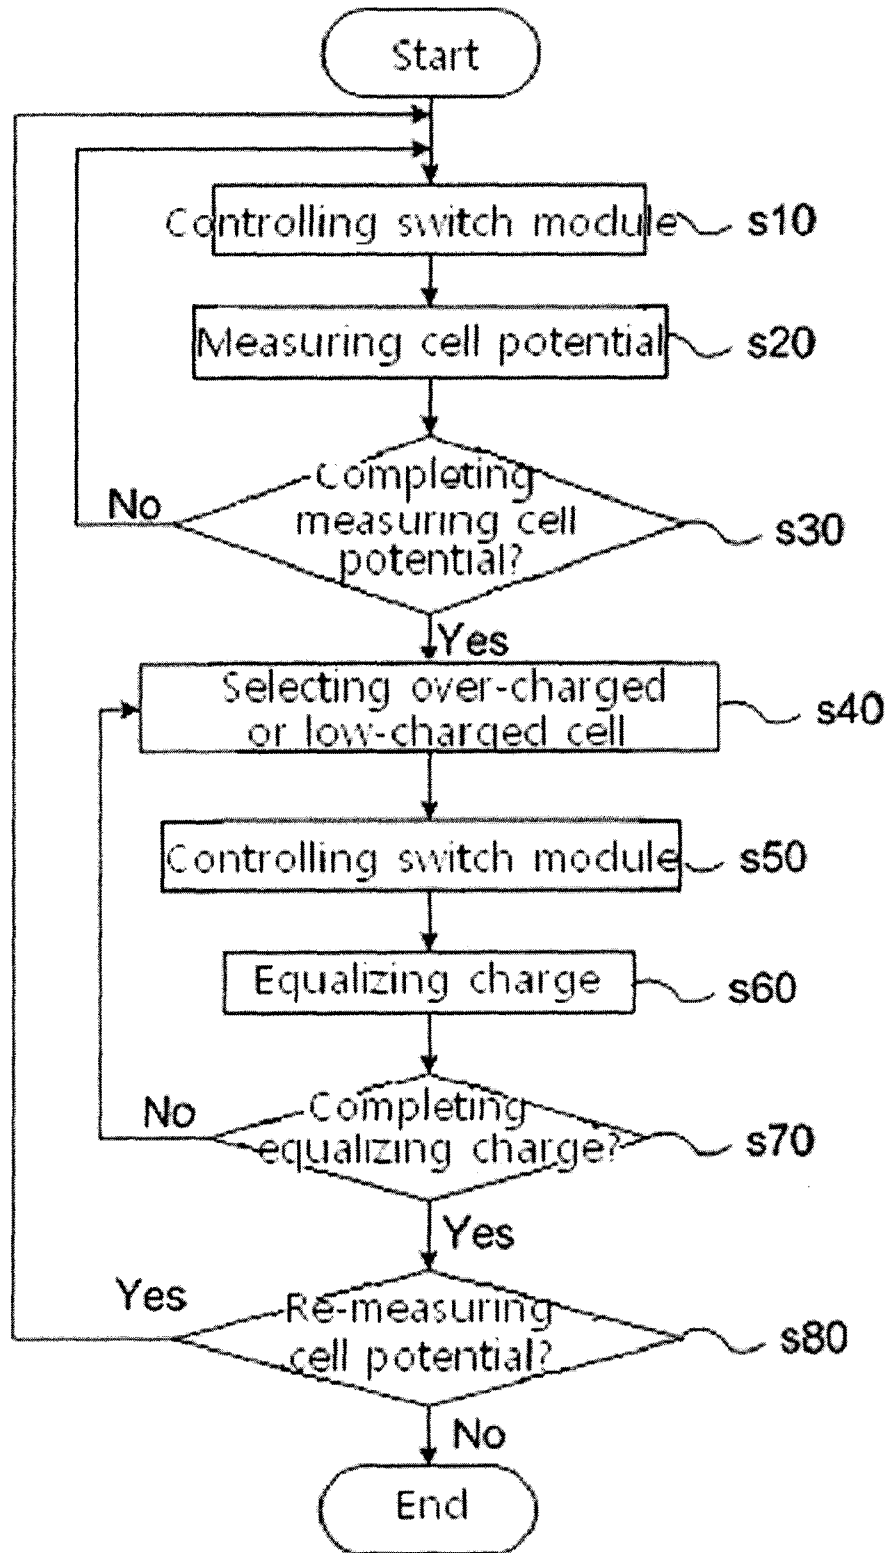 Start
Controlling switch module s10
Measuring cell potential s20
Completing
measuring cell
potential?
No
s30
Yes
Selecting over-charged
or low-charged cell
s40
Controlling switch module s50
Equalizing charge s60
Completing
equalizing charge?
No
s70
Yes
Re-measuring
cell potential?
Yes
s80
No
End